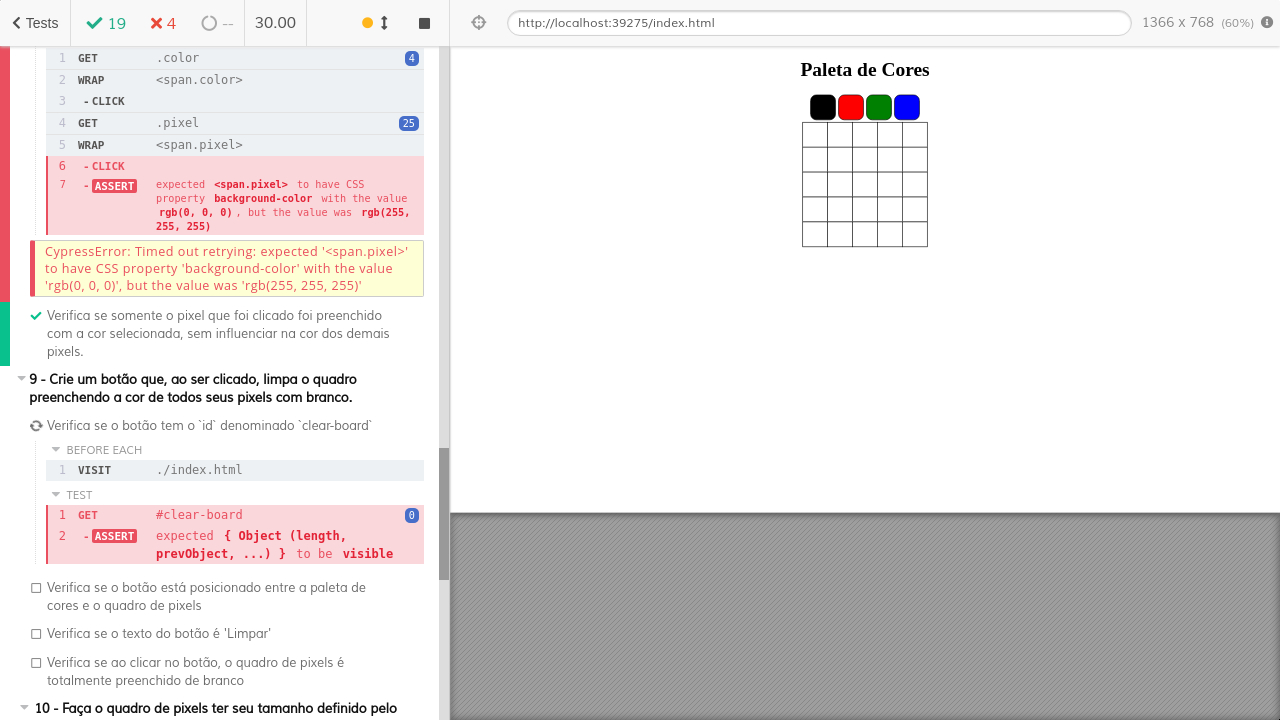 Tests 19 4 -- 30.00
http://localhost:39275/index.html 1366 x 768 (60%)
1 GET .color 4
2 WRAP <span.color>
3 - CLICK
4 GET .pixel 25
5 WRAP <span.pixel>
6 - CLICK
7 - ASSERT expected <span.pixel> to have CSS
property background-color with the value
rgb(0, 0, 0) , but the value was rgb(255,
255, 255)
CypressError: Timed out retrying: expected '<span.pixel>'
to have CSS property 'background-color' with the value
'rgb(0, 0, 0)', but the value was 'rgb(255, 255, 255)'
Verifica se somente o pixel que foi clicado foi preenchido
com a cor selecionada, sem influenciar na cor dos demais
pixels.
9 - Crie um botão que, ao ser clicado, limpa o quadro
preenchendo a cor de todos seus pixels com branco.
Verifica se o botão tem o `id` denominado `clear-board`
BEFORE EACH
1 VISIT ./index.html
TEST
1 GET #clear-board 0
2 - ASSERT expected { Object (length,
prevObject, ...) } to be visible
Verifica se o botão está posicionado entre a paleta de
cores e o quadro de pixels
Verifica se o texto do botão é 'Limpar'
Verifica se ao clicar no botão, o quadro de pixels é
totalmente preenchido de branco
10 - Faça o quadro de pixels ter seu tamanho definido pelo
Paleta de Cores